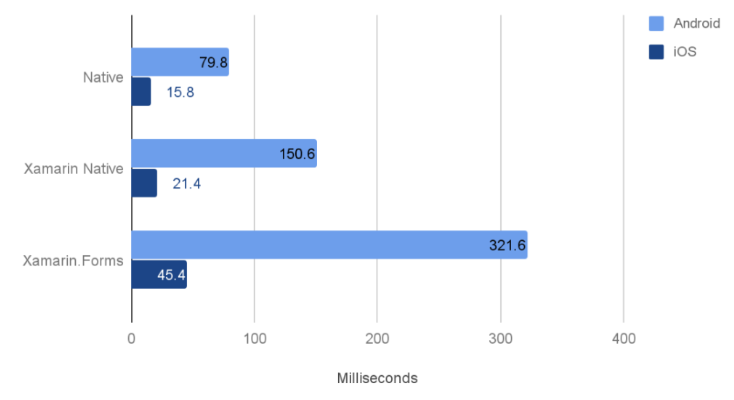 Android
iOS
Native
79.8
15.8
Xamarin Native
150.6
21.4
Xamarin.Forms
321.6
45.4
0
100
200
300
400
Milliseconds